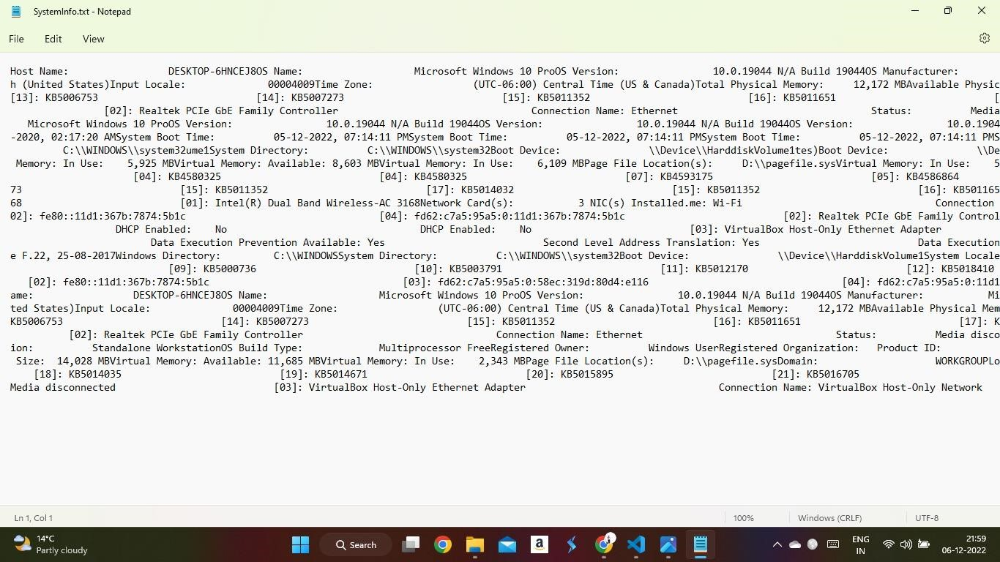 SystemInfo.txt - Notepad
File Edit View
Host Name: DESKTOP-6HNCEJ8OS Name: Microsoft Windows 10 ProOS Version: 10.0.19044 N/A Build 19044OS Manufacturer:
h (United States)Input Locale: 00004009Time Zone: (UTC-06:00) Central Time (US & Canada)Total Physical Memory: 12,172 MBAvailable Physic
[13]: KB5006753 [14]: KB5007273 [15]: KB5011352 [16]: KB5011651 [
[02]: Realtek PCIe GbE Family Controller Connection Name: Ethernet Status: Media
Microsoft Windows 10 ProOS Version: 10.0.19044 N/A Build 19044OS Version: 10.0.19044 N/A Build 19044OS Version: 10.0.1904
-2020, 02:17:20 AMSystem Boot Time: 05-12-2022, 07:14:11 PMSystem Boot Time: 05-12-2022, 07:14:11 PMSystem Boot Time: 05-12-2022, 07:14:11 PMS
C:\\WINDOWS\\system32ume1System Directory: C:\\WINDOWS\\system32Boot Device: \\Device\\HarddiskVolume1tes)Boot Device: \\De
Memory: In Use: 5,925 MBVirtual Memory: Available: 8,603 MBVirtual Memory: In Use: 6,109 MBPage File Location(s): D:\\pagefile.sysVirtual Memory: In Use: 5
[04]: KB4580325 [04]: KB4580325 [07]: KB4593175 [05]: KB4586864
73 [15]: KB5011352 [17]: KB5014032 [15]: KB5011352 [16]: KB501165
68 [01]: Intel(R) Dual Band Wireless-AC 3168Network Card(s): 3 NIC(s) Installed.me: Wi-Fi Connection
02]: fe80::11d1:367b:7874:5b1c [04]: fd62:c7a5:95a5:0:11d1:367b:7874:5b1c [02]: Realtek PCIe GbE Family Control
DHCP Enabled: No DHCP Enabled: No [03]: VirtualBox Host-Only Ethernet Adapter
Data Execution Prevention Available: Yes Second Level Address Translation: Yes Data Execution
e F.22, 25-08-2017Windows Directory: C:\\WINDOWSSystem Directory: C:\\WINDOWS\\system32Boot Device: \\Device\\HarddiskVolume1System Locale
[09]: KB5000736 [10]: KB5003791 [11]: KB5012170 [12]: KB5018410
[02]: fe80::11d1:367b:7874:5b1c [03]: fd62:c7a5:95a5:0:58ec:319d:80d4:e116 [04]: fd62:c7a5:95a5:0:11d1
ame: DESKTOP-6HNCEJ8OS Name: Microsoft Windows 10 ProOS Version: 10.0.19044 N/A Build 19044OS Manufacturer: Mi
ted States)Input Locale: 00004009Time Zone: (UTC-06:00) Central Time (US & Canada)Total Physical Memory: 12,172 MBAvailable Physical Mem
KB5006753 [14]: KB5007273 [15]: KB5011352 [16]: KB5011651 [17]: K
[02]: Realtek PCIe GbE Family Controller Connection Name: Ethernet Status: Media disco
ion: Standalone WorkstationOS Build Type: Multiprocessor FreeRegistered Owner: Windows UserRegistered Organization: Product ID:
Size: 14,028 MBVirtual Memory: Available: 11,685 MBVirtual Memory: In Use: 2,343 MBPage File Location(s): D:\\pagefile.sysDomain: WORKGROUPLo
[18]: KB5014035 [19]: KB5014671 [20]: KB5015895 [21]: KB5016705
Media disconnected [03]: VirtualBox Host-Only Ethernet Adapter Connection Name: VirtualBox Host-Only Network
Ln 1, Col 1 100% Windows (CRLF) UTF-8
14°C
Partly cloudy
Search
a
ENG
IN
21:59
06-12-2022